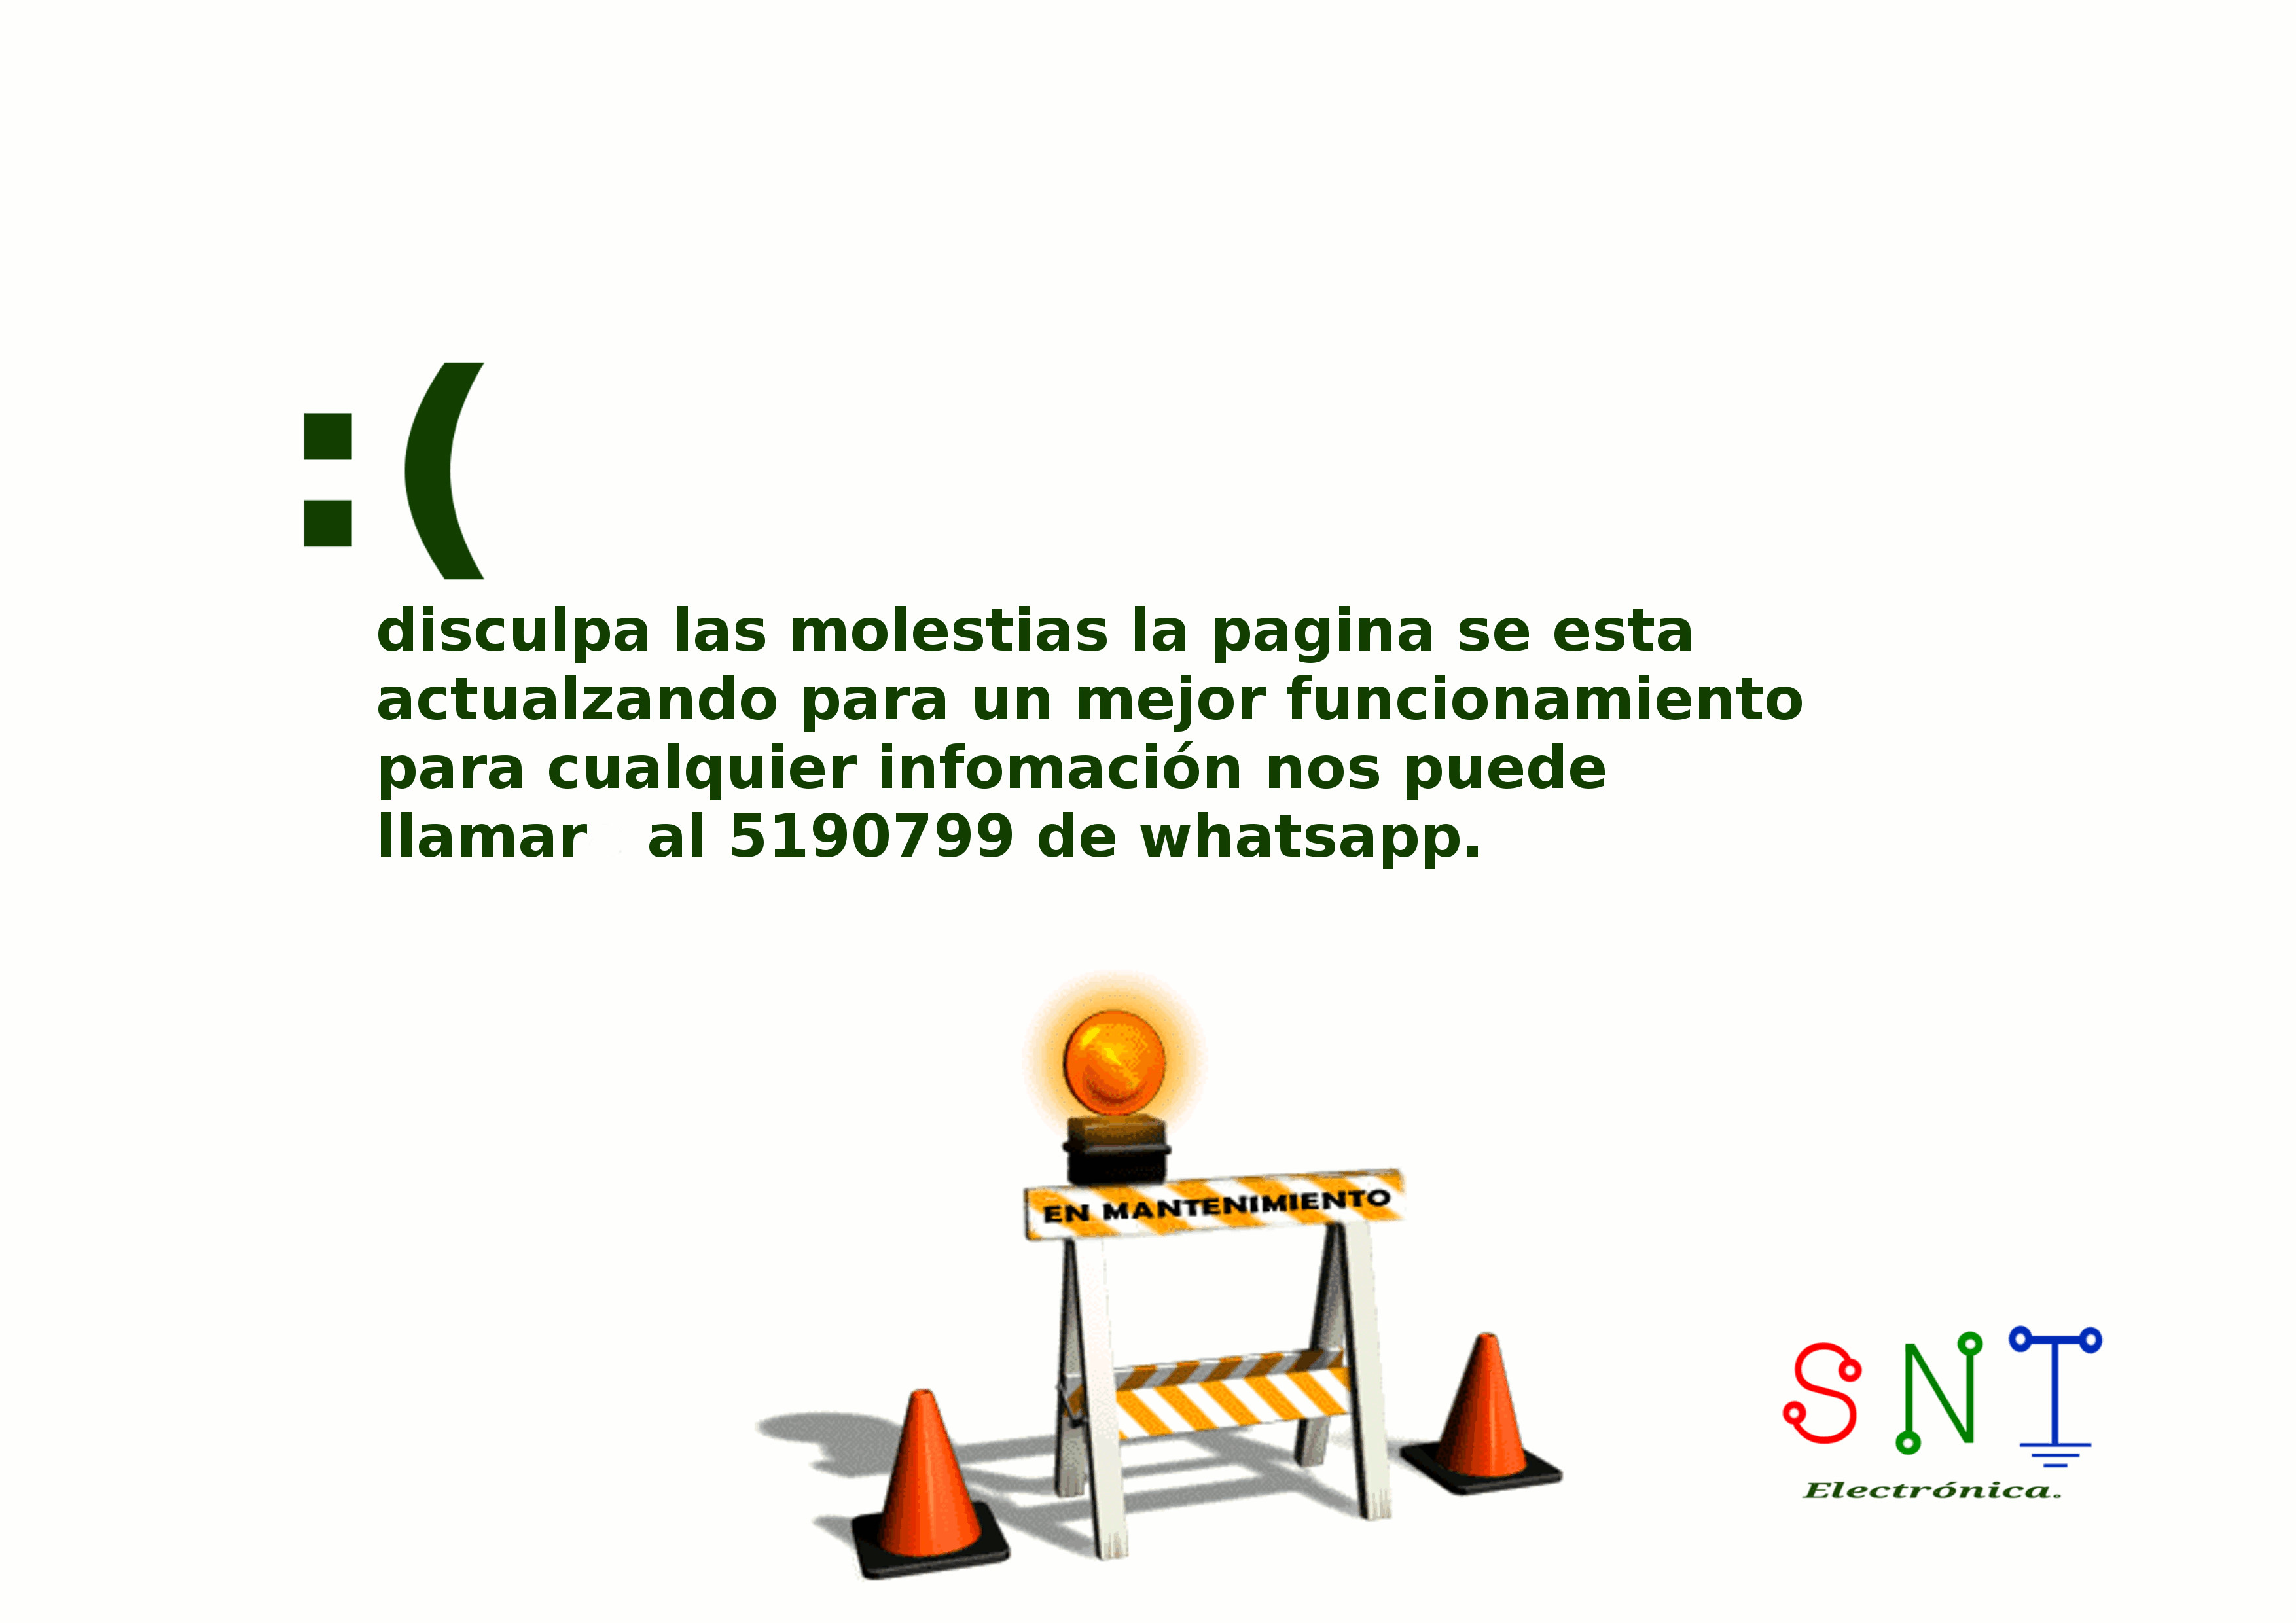 :(
disculpa las molestias la pagina se esta
actualzando para un mejor funcionamiento
para cualquier infomación nos puede
llamar al 5190799 de whatsapp.
EN MANTENIMIENTO
SNT
Electrónica.